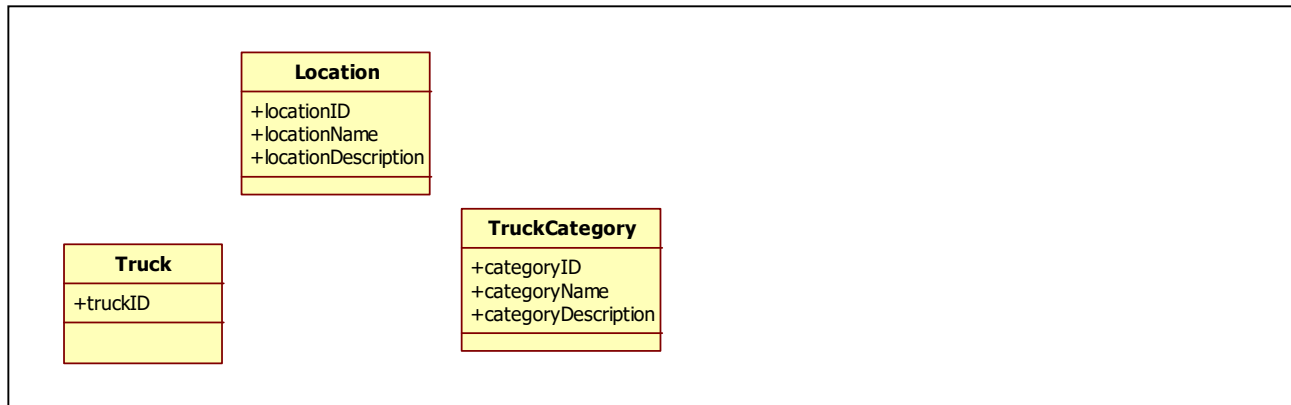 Location
+locationID
+locationName
+locationDescription
TruckCategory
+categoryID
+categoryName
+categoryDescription
Truck
+truckID